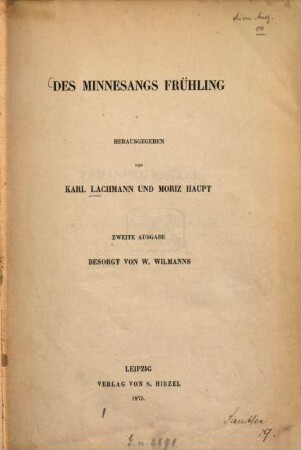 DES MINNESANGS FRÜHLING
HERAUSGEGEBEN
VON
KARL LACHMANN UND MORIZ HAUPT
ZWEITE AUSGABE
BESORGT VON W. WILMANNS
LEIPZIG
VERLAG VON S. HIRZEL
1875.